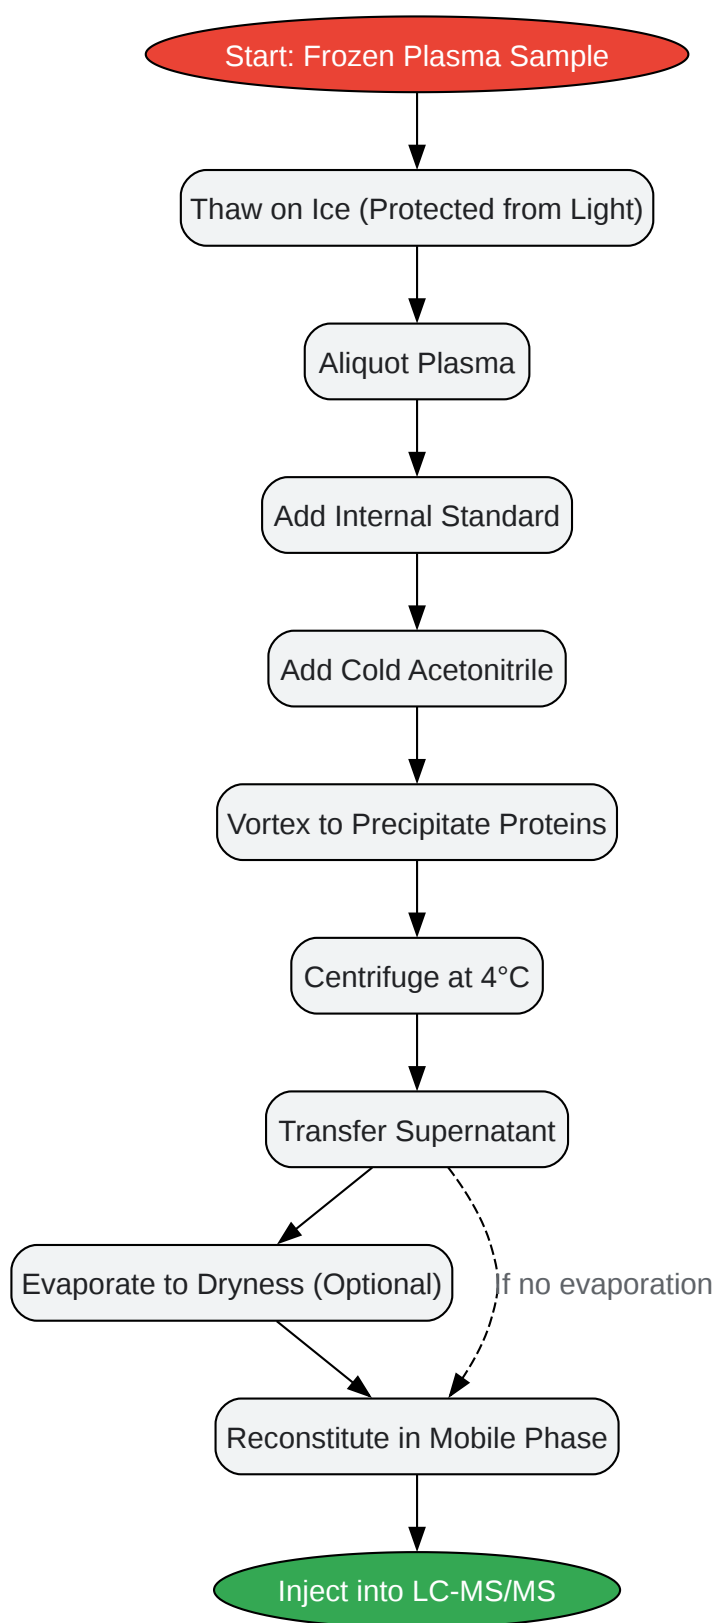 Start: Frozen Plasma Sample
Thaw on Ice (Protected from Light)
Aliquot Plasma
Add Internal Standard
Add Cold Acetonitrile
Vortex to Precipitate Proteins
Centrifuge at 4°C
Transfer Supernatant
Evaporate to Dryness (Optional)
If no evaporation
Reconstitute in Mobile Phase
Inject into LC-MS/MS